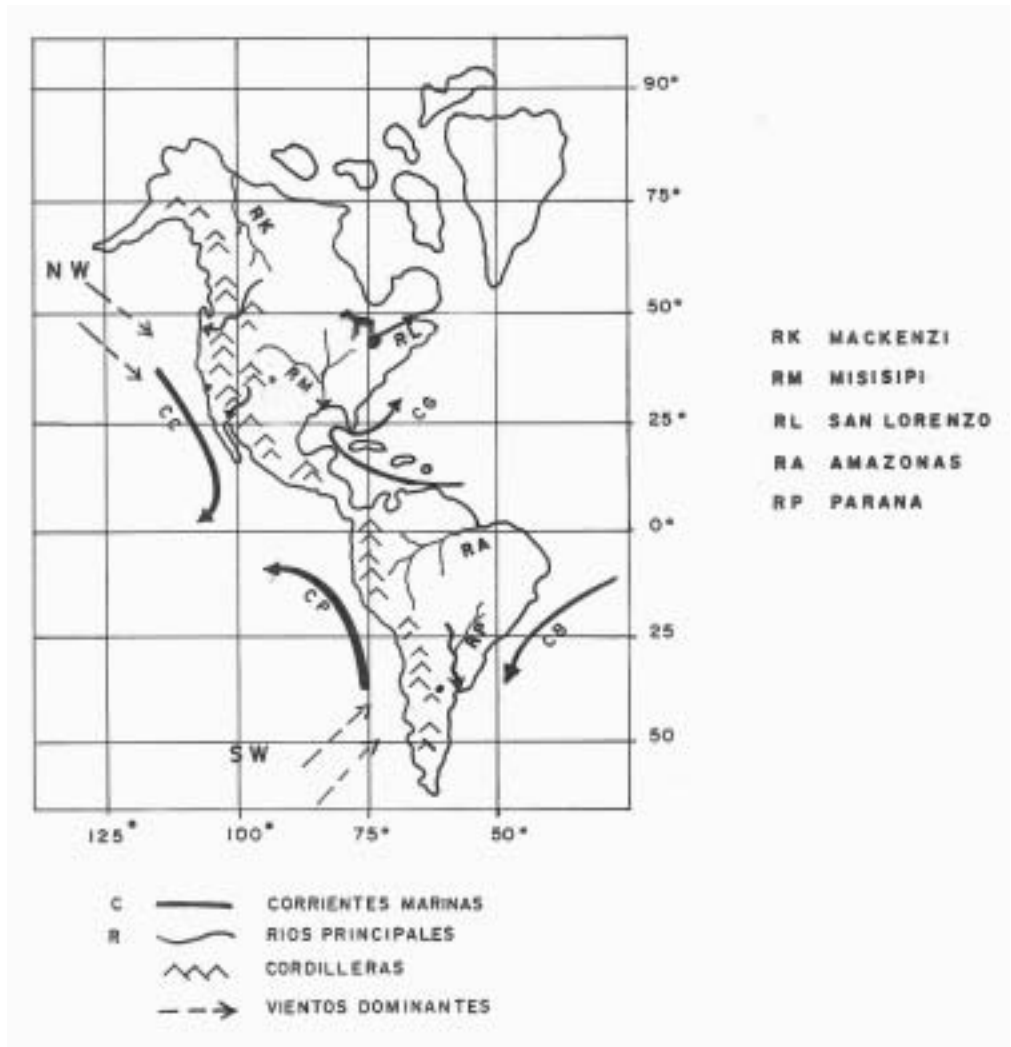 90°
75°
RK
NW
50°
RL
RM
CC
CG
25°
0°
RA
CP
RP
CB
25
50
SW
125° 100° 75° 50°
RK MACKENZI
RM MISISIPI
RL SAN LORENZO
RA AMAZONAS
RP PARANA
C CORRIENTES MARINAS
R RIOS PRINCIPALES
CORDILLERAS
VIENTOS DOMINANTES